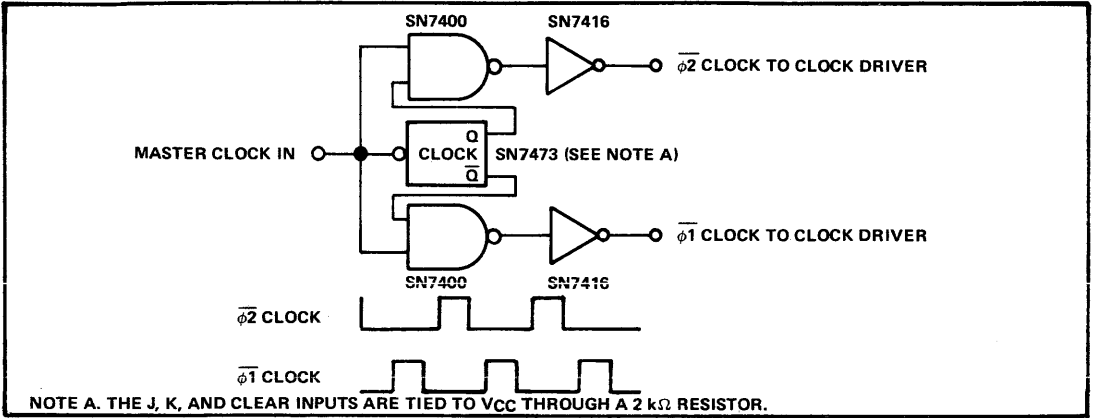 SN7400 SN7416
φ2̅ CLOCK TO CLOCK DRIVER
Q
MASTER CLOCK IN CLOCK SN7473 (SEE NOTE A)
Q̅
φ1̅ CLOCK TO CLOCK DRIVER
SN7400 SN7416
φ2̅ CLOCK
φ1̅ CLOCK
NOTE A. THE J, K, AND CLEAR INPUTS ARE TIED TO VCC THROUGH A 2 kΩ RESISTOR.